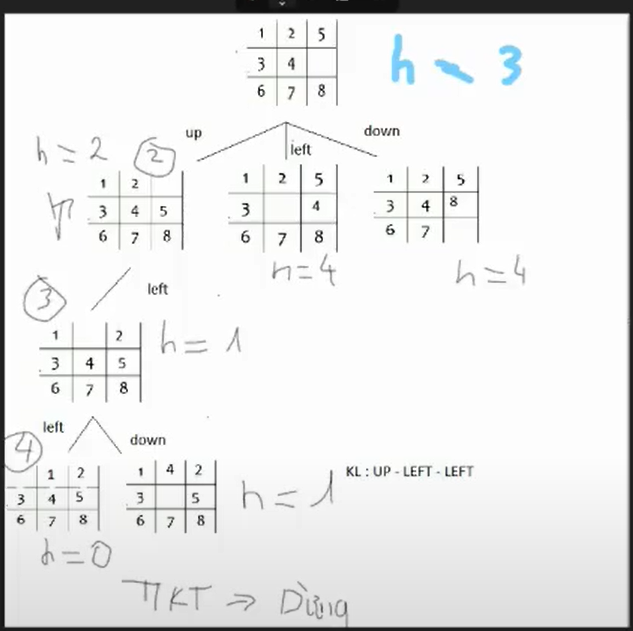 1 2 5
3 4
6 7 8
h = 3
up
left
down
h = 2
2
1 2
3 4 5
6 7 8
1 2 5
3 4
6 7 8
1 2 5
3 4 8
6 7
h = 4
h = 4
left
3
1 2
3 4 5
6 7 8
h = 1
left
down
4
1 2
3 4 5
6 7 8
1 4 2
3 5
6 7 8
h = 1
KL : UP - LEFT - LEFT
h = 0
TTKT ⇒ Dừng